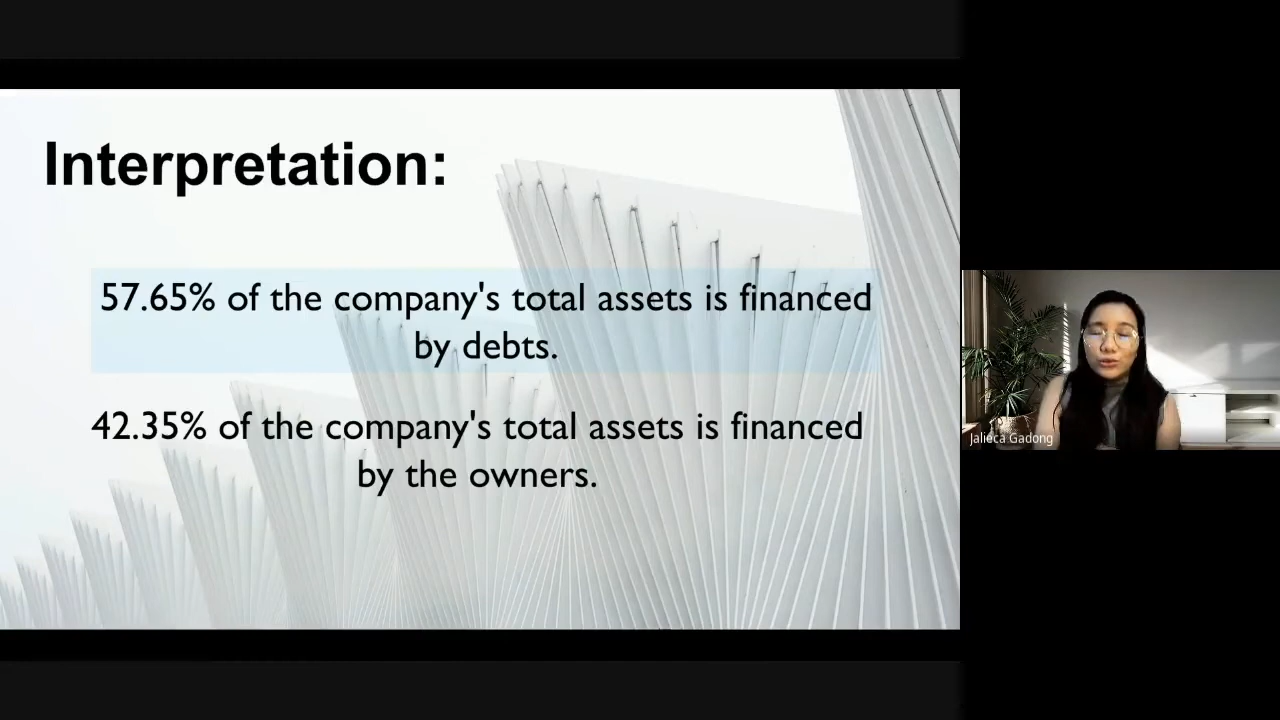 Interpretation:
57.65% of the company's total assets is financed
by debts.
42.35% of the company's total assets is financed
by the owners.
Jalieca Gadong